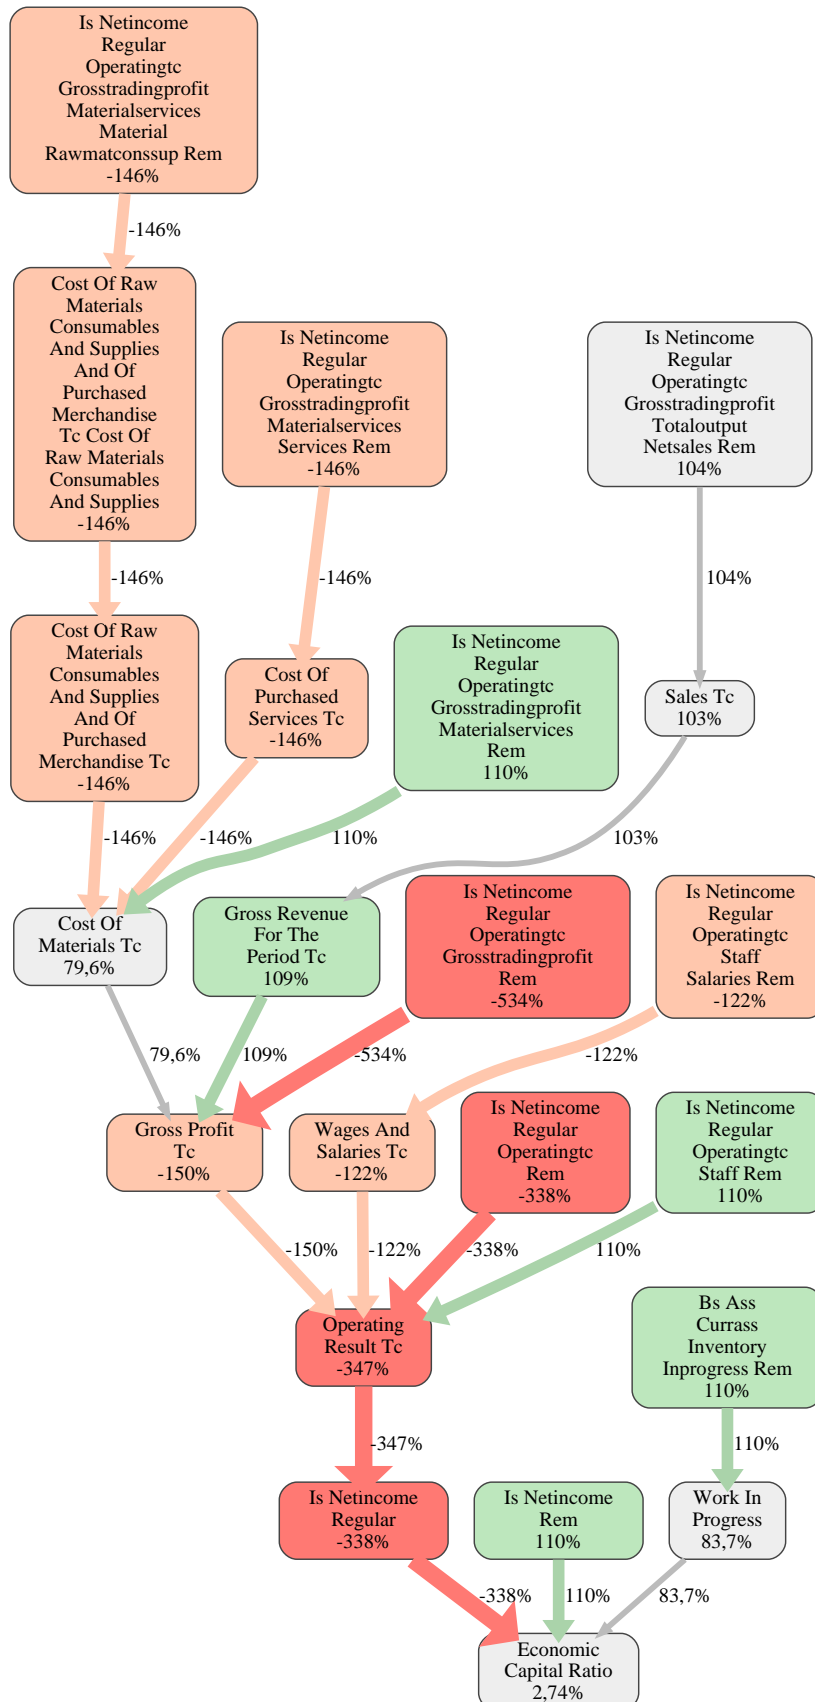 Is Netincome
Regular
Operatingtc
Grosstradingprofit
Materialservices
Material
Rawmatconssup Rem
-146%
-146%
Cost Of Raw
Materials
Consumables
And Supplies
And Of
Purchased
Merchandise
Tc Cost Of
Raw Materials
Consumables
And Supplies
-146%
Is Netincome
Regular
Operatingtc
Grosstradingprofit
Materialservices
Services Rem
-146%
Is Netincome
Regular
Operatingtc
Grosstradingprofit
Totaloutput
Netsales Rem
104%
-146%
-146%
104%
Cost Of Raw
Materials
Consumables
And Supplies
And Of
Purchased
Merchandise Tc
-146%
Cost Of
Purchased
Services Tc
-146%
Is Netincome
Regular
Operatingtc
Grosstradingprofit
Materialservices
Rem
110%
Sales Tc
103%
-146%
-146%
110%
103%
Cost Of
Materials Tc
79,6%
Gross Revenue
For The
Period Tc
109%
Is Netincome
Regular
Operatingtc
Grosstradingprofit
Rem
-534%
Is Netincome
Regular
Operatingtc
Staff
Salaries Rem
-122%
79,6%
109%
-534%
-122%
Gross Profit
Tc
-150%
Wages And
Salaries Tc
-122%
Is Netincome
Regular
Operatingtc
Rem
-338%
Is Netincome
Regular
Operatingtc
Staff Rem
110%
-150%
-122%
-338%
110%
Operating
Result Tc
-347%
Bs Ass
Currass
Inventory
Inprogress Rem
110%
-347%
110%
Is Netincome
Regular
-338%
Is Netincome
Rem
110%
Work In
Progress
83,7%
-338%
110%
83,7%
Economic
Capital Ratio
2,74%